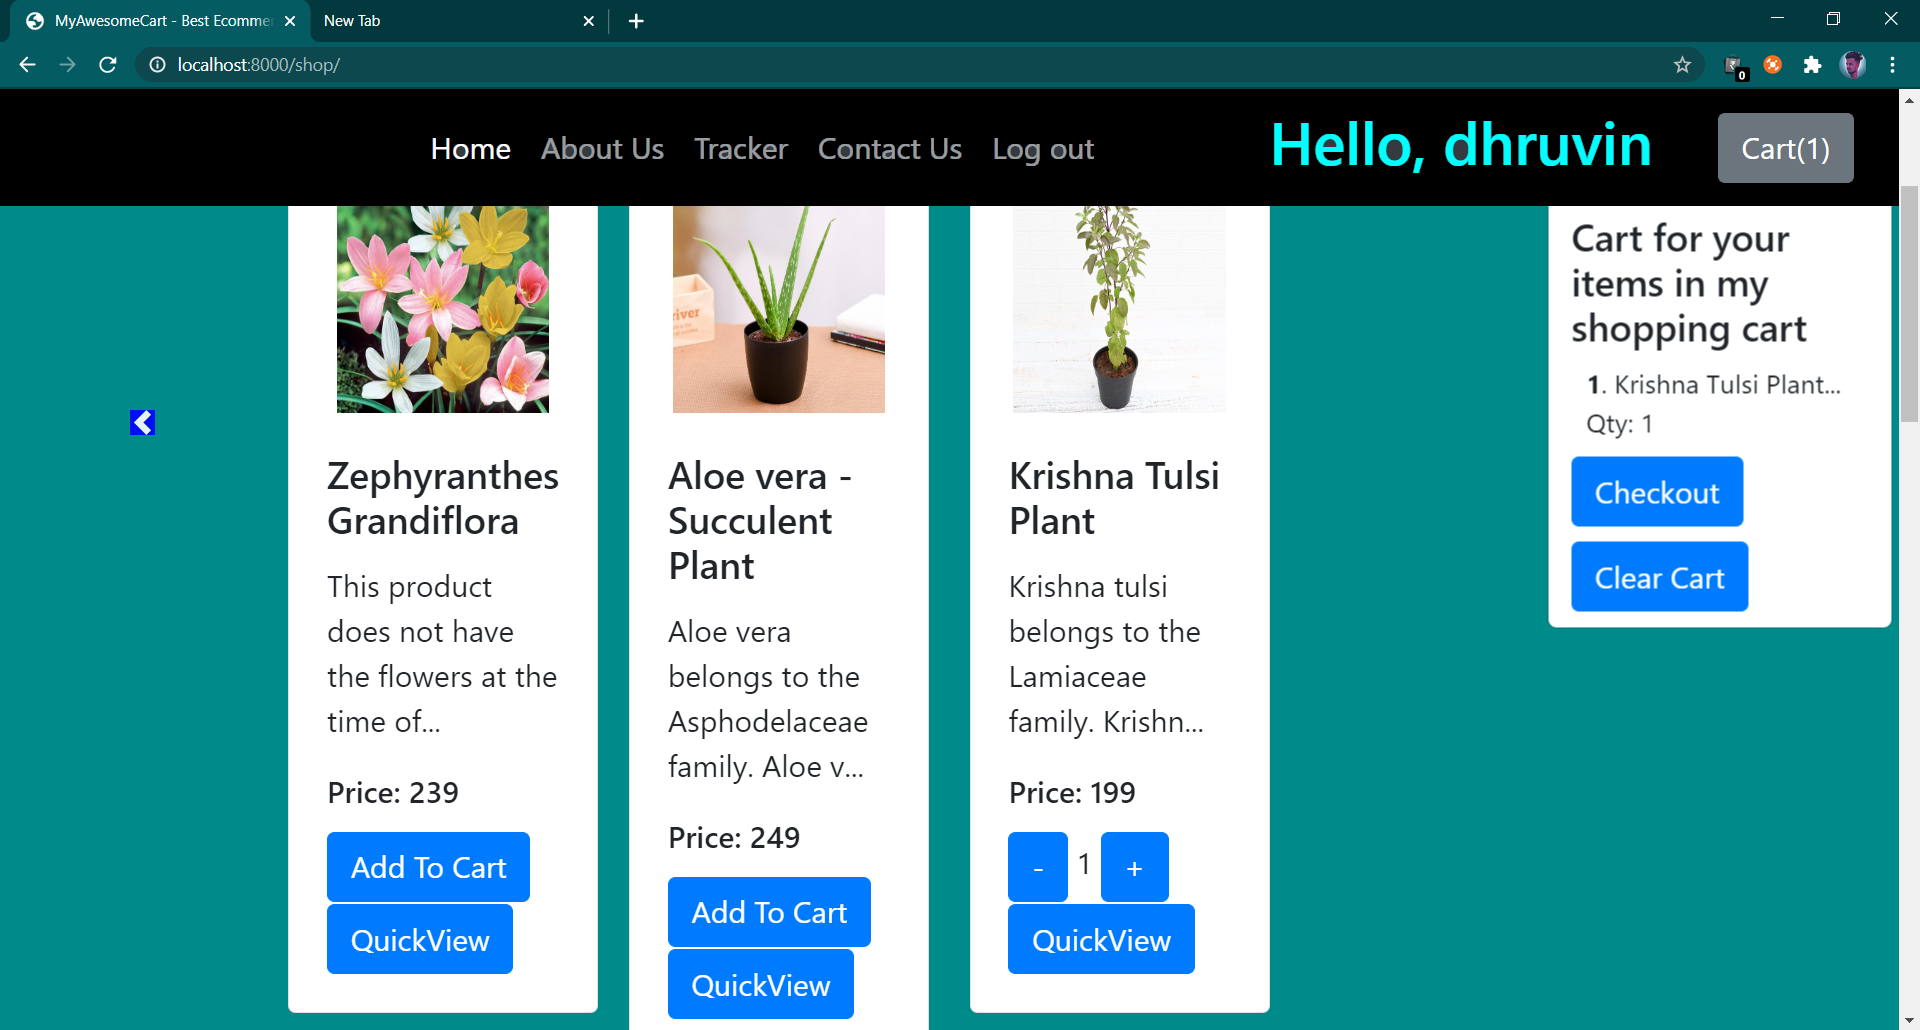 MyAwesomeCart - Best Ecomme
New Tab
localhost:8000/shop/
0
Home About Us Tracker Contact Us Log out
Hello, dhruvin
Cart(1)
Zephyranthes
Grandiflora
This product
does not have
the flowers at the
time of...
Price: 239
Add To Cart
QuickView
river
Aloe vera -
Succulent
Plant
Aloe vera
belongs to the
Asphodelaceae
family. Aloe v...
Price: 249
Add To Cart
QuickView
Krishna Tulsi
Plant
Krishna tulsi
belongs to the
Lamiaceae
family. Krishn...
Price: 199
- 1 +
QuickView
Cart for your
items in my
shopping cart
1. Krishna Tulsi Plant...
Qty: 1
Checkout
Clear Cart